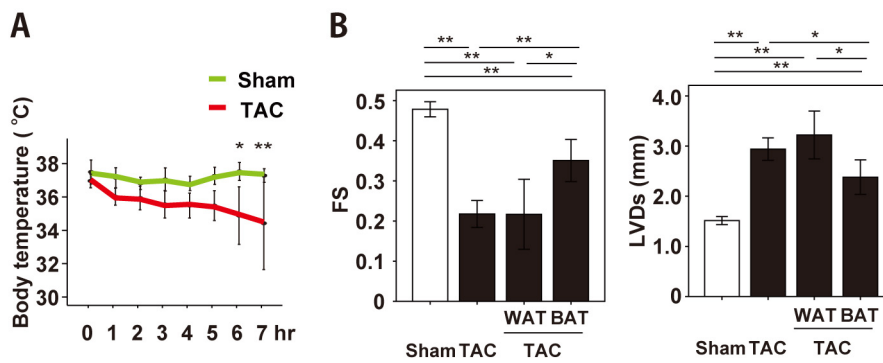 A
Sham
TAC
Body temperature ( °C)
38
36
34
36
30
* **
0 1 2 3 4 5 6 7 hr
B
** **
** *
**
FS
0.5
0.4
0.3
0.2
0.2
0
WAT BAT
Sham TAC TAC
** *
** *
**
LVDs (mm)
4.0
3.0
2.0
1.0
0
WAT BAT
Sham TAC TAC